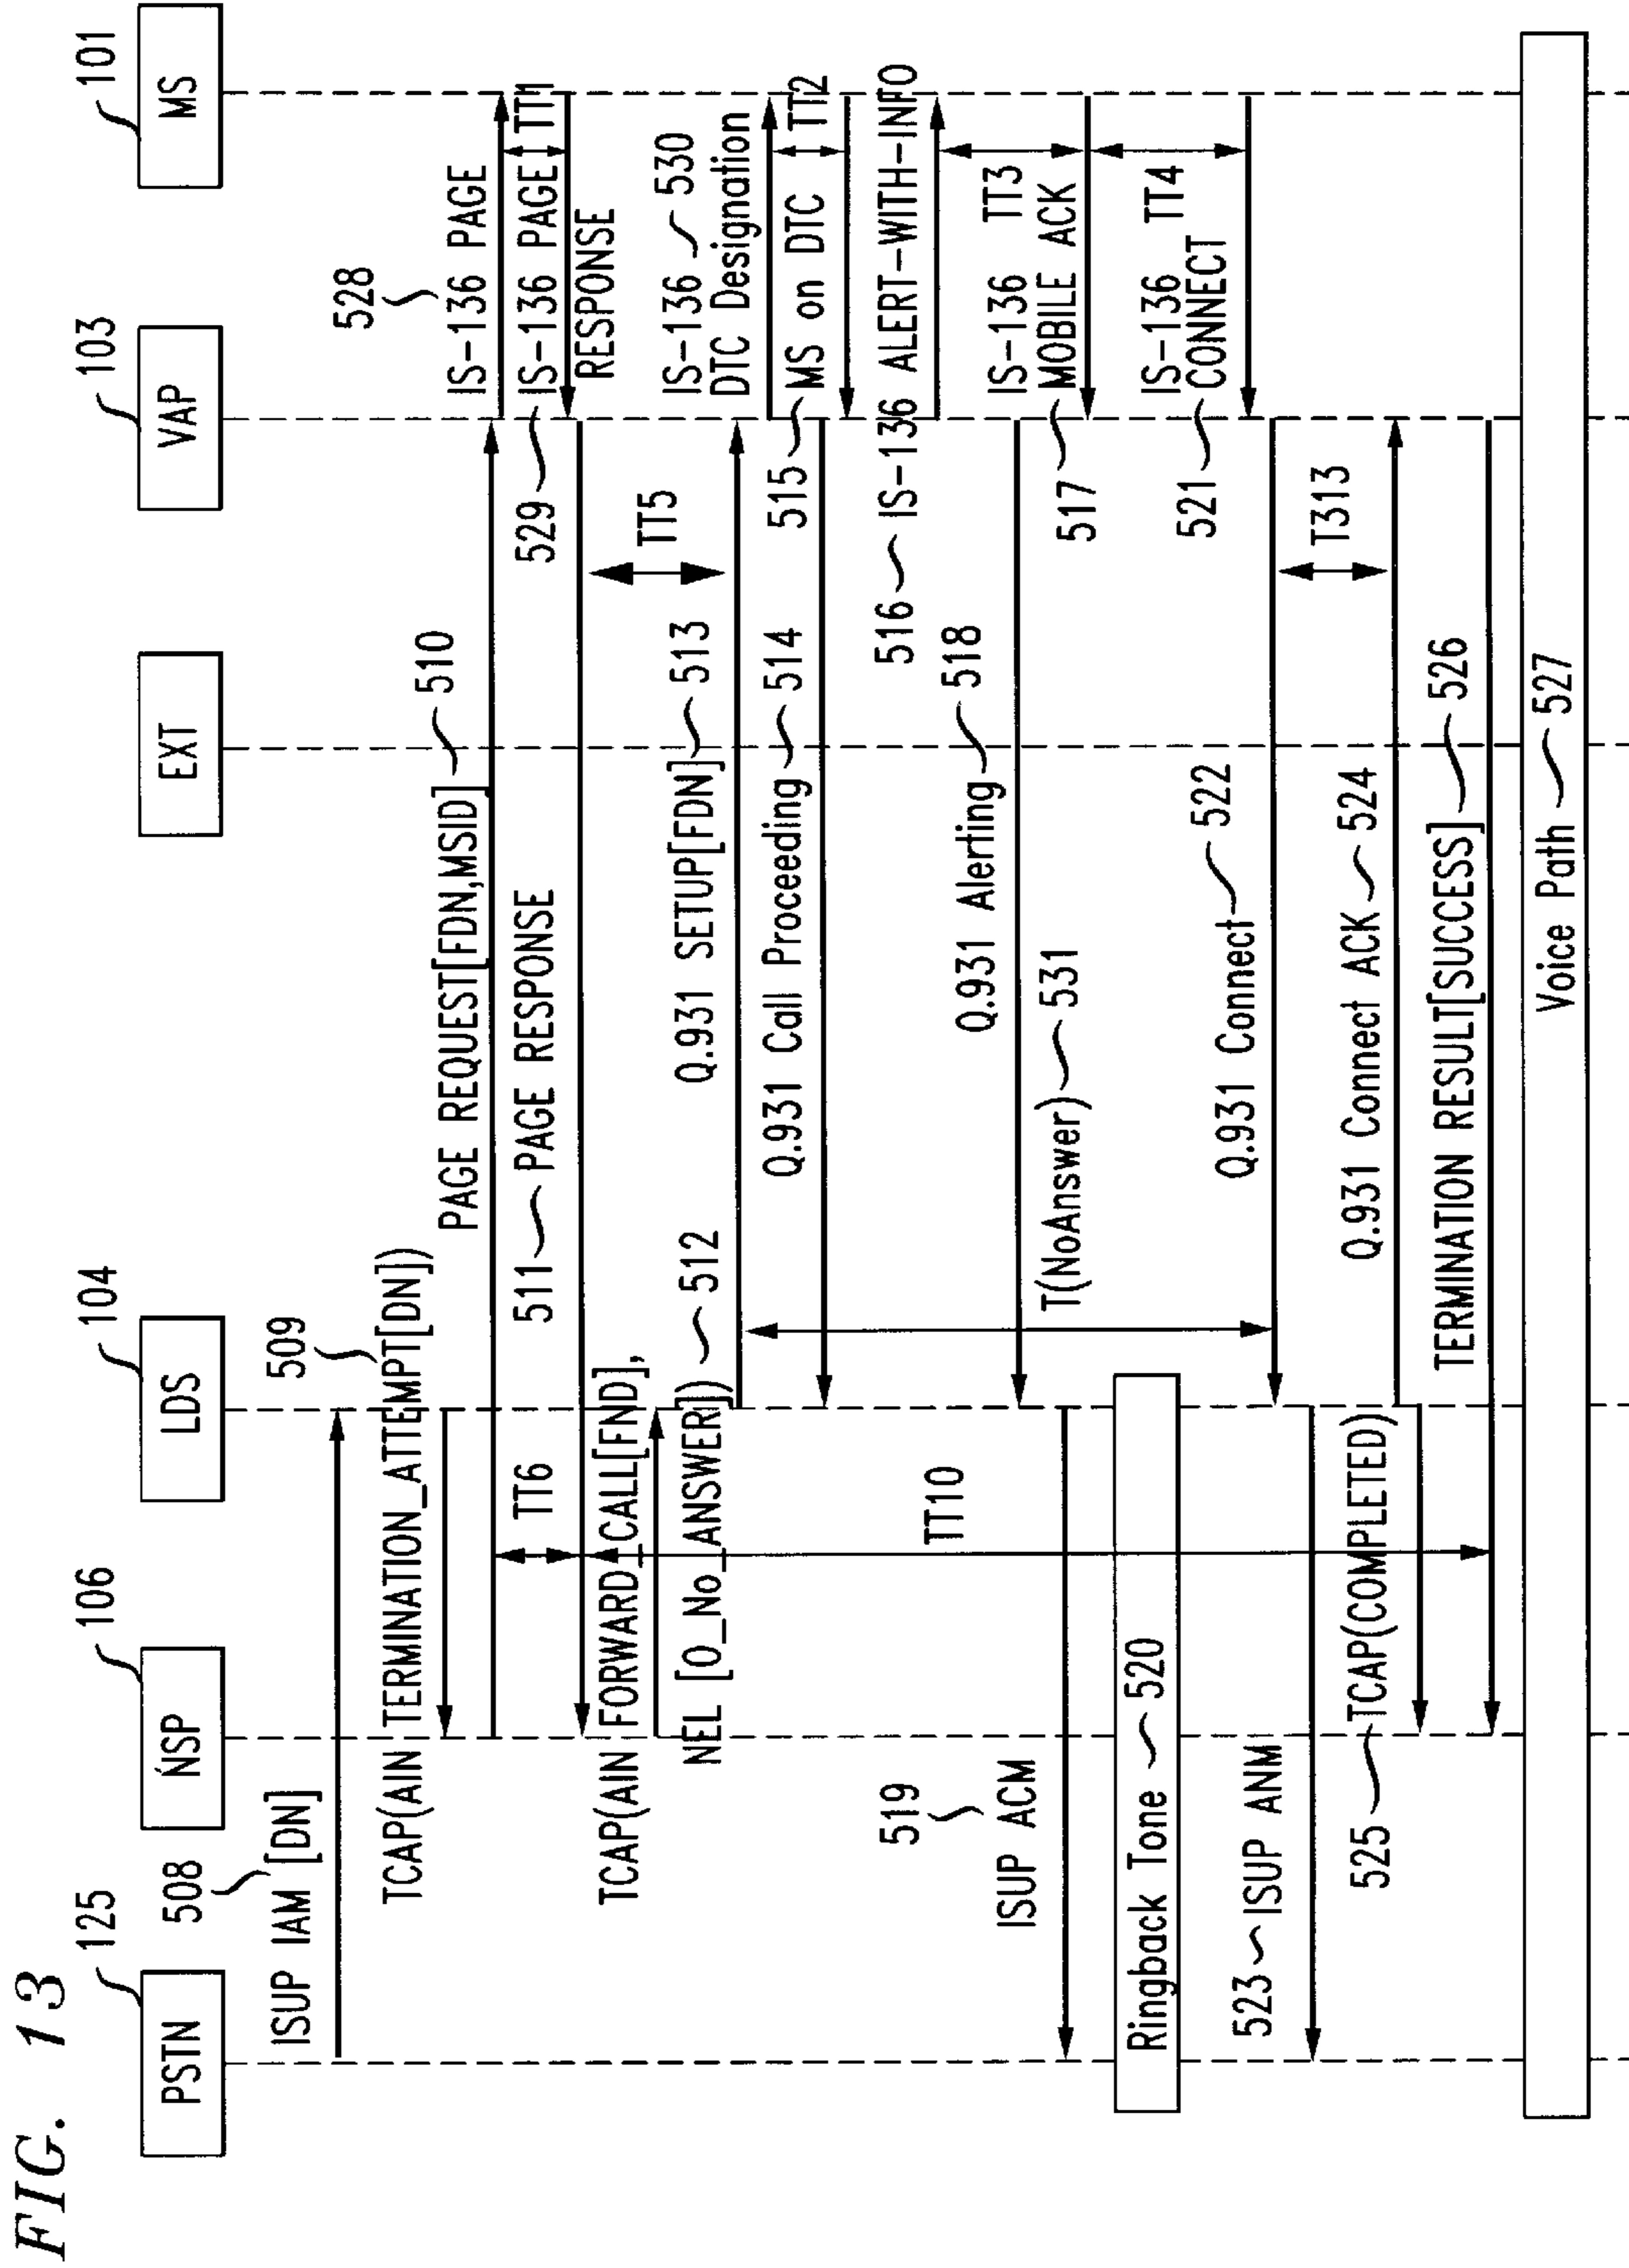 FIG. 13
PSTN
125
NSP
106
LDS
104
EXT
VAP
103
MS
101
508
ISUP IAM [DN]
509
TCAP(AIN TERMINATION_ATTEMPT[DN])
PAGE REQUEST[FDN,MSID]
510
528
IS-136 PAGE
TT6
511
PAGE RESPONSE
529
IS-136 PAGE
RESPONSE
TT1
TCAP(AIN FORWARD_CALL[FND],
NEL [O_No_ANSWER])
512
TT5
Q.931 SETUP[FDN]
513
IS-136
530
DTC Designation
Q.931 Call Proceeding
514
515
MS on DTC
TT2
516
IS-136 ALERT-WITH-INFO
Q.931 Alerting
518
517
IS-136
MOBILE ACK
TT3
TT10
519
ISUP ACM
T(NoAnswer)
531
Ringback Tone
520
521
IS-136
CONNECT
TT4
Q.931 Connect
522
523
ISUP ANM
T313
Q.931 Connect ACK
524
525
TCAP(COMPLETED)
TERMINATION RESULT[SUCCESS]
526
Voice Path
527